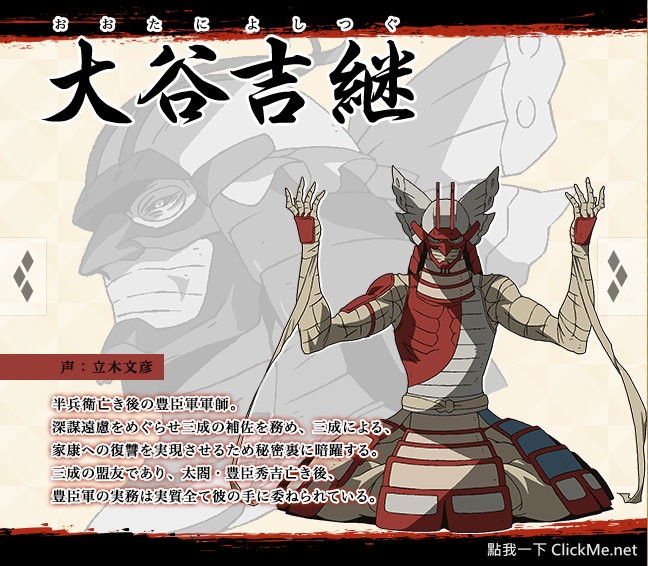 おおたによしつぐ
大谷吉継
声：立木文彦
半兵衛亡き後の豊臣軍軍師。
深謀遠慮をめぐらせ三成の補佐を務め、三成による、
家康への復讐を実現させるため秘密裏に暗躍する。
三成の盟友であり、太閤・豊臣秀吉亡き後、
豊臣軍の実務は実質全て彼の手に委ねられている。
點我一下 ClickMe.net